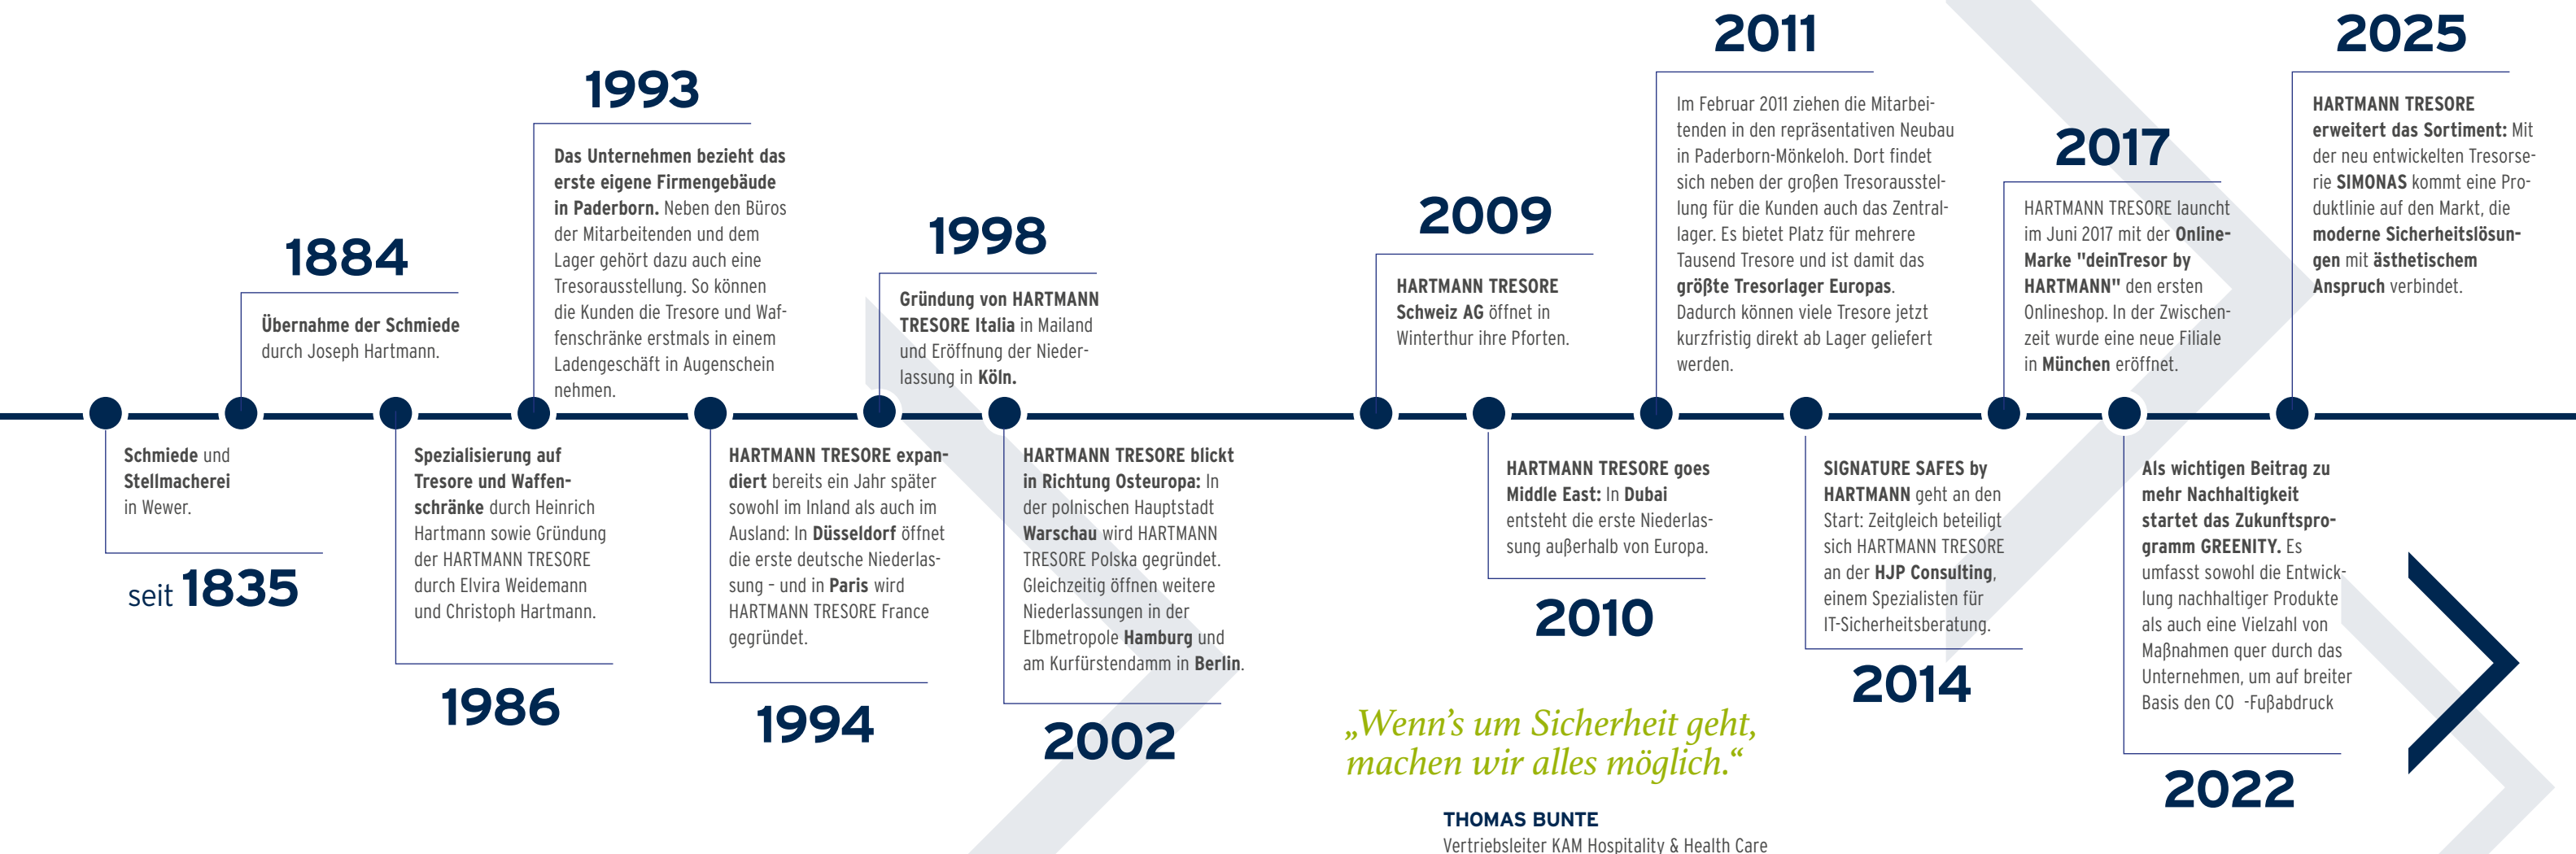 seit 1835
Schmiede und
Stellmacherei
in Wewer.
1884
Übernahme der Schmiede
durch Joseph Hartmann.
1986
Spezialisierung auf
Tresore und Waffen-
schränke durch Heinrich
Hartmann sowie Gründung
der HARTMANN TRESORE
durch Elvira Weidemann
und Christoph Hartmann.
1993
Das Unternehmen bezieht das
erste eigene Firmengebäude
in Paderborn. Neben den Büros
der Mitarbeitenden und dem
Lager gehört dazu auch eine
Tresorausstellung. So können
die Kunden die Tresore und Waf-
fenschränke erstmals in einem
Ladengeschäft in Augenschein
nehmen.
1994
HARTMANN TRESORE expan-
diert bereits ein Jahr später
sowohl im Inland als auch im
Ausland: In Düsseldorf öffnet
die erste deutsche Niederlas-
sung – und in Paris wird
HARTMANN TRESORE France
gegründet.
1998
Gründung von HARTMANN
TRESORE Italia in Mailand
und Eröffnung der Nieder-
lassung in Köln.
2002
HARTMANN TRESORE blickt
in Richtung Osteuropa: In
der polnischen Hauptstadt
Warschau wird HARTMANN
TRESORE Polska gegründet.
Gleichzeitig öffnen weitere
Niederlassungen in der
Elbmetropole Hamburg und
am Kurfürstendamm in Berlin.
2009
HARTMANN TRESORE
Schweiz AG öffnet in
Winterthur ihre Pforten.
2010
HARTMANN TRESORE goes
Middle East: In Dubai
entsteht die erste Niederlas-
sung außerhalb von Europa.
2011
Im Februar 2011 ziehen die Mitarbei-
tenden in den repräsentativen Neubau
in Paderborn-Mönkeloh. Dort findet
sich neben der großen Tresorausstel-
lung für die Kunden auch das Zentral-
lager. Es bietet Platz für mehrere
Tausend Tresore und ist damit das
größte Tresorlager Europas.
Dadurch können viele Tresore jetzt
kurzfristig direkt ab Lager geliefert
werden.
2014
SIGNATURE SAFES by
HARTMANN geht an den
Start: Zeitgleich beteiligt
sich HARTMANN TRESORE
an der HJP Consulting,
einem Spezialisten für
IT-Sicherheitsberatung.
2017
HARTMANN TRESORE launcht
im Juni 2017 mit der Online-
Marke "deinTresor by
HARTMANN" den ersten
Onlineshop. In der Zwischen-
zeit wurde eine neue Filiale
in München eröffnet.
2022
Als wichtigen Beitrag zu
mehr Nachhaltigkeit
startet das Zukunftspro-
gramm GREENITY. Es
umfasst sowohl die Entwick-
lung nachhaltiger Produkte
als auch eine Vielzahl von
Maßnahmen quer durch das
Unternehmen, um auf breiter
Basis den CO -Fußabdruck
2025
HARTMANN TRESORE
erweitert das Sortiment: Mit
der neu entwickelten Tresorse-
rie SIMONAS kommt eine Pro-
duktlinie auf den Markt, die
moderne Sicherheitslösun-
gen mit ästhetischem
Anspruch verbindet.
„Wenn’s um Sicherheit geht,
machen wir alles möglich.“
THOMAS BUNTE
Vertriebsleiter KAM Hospitality & Health Care